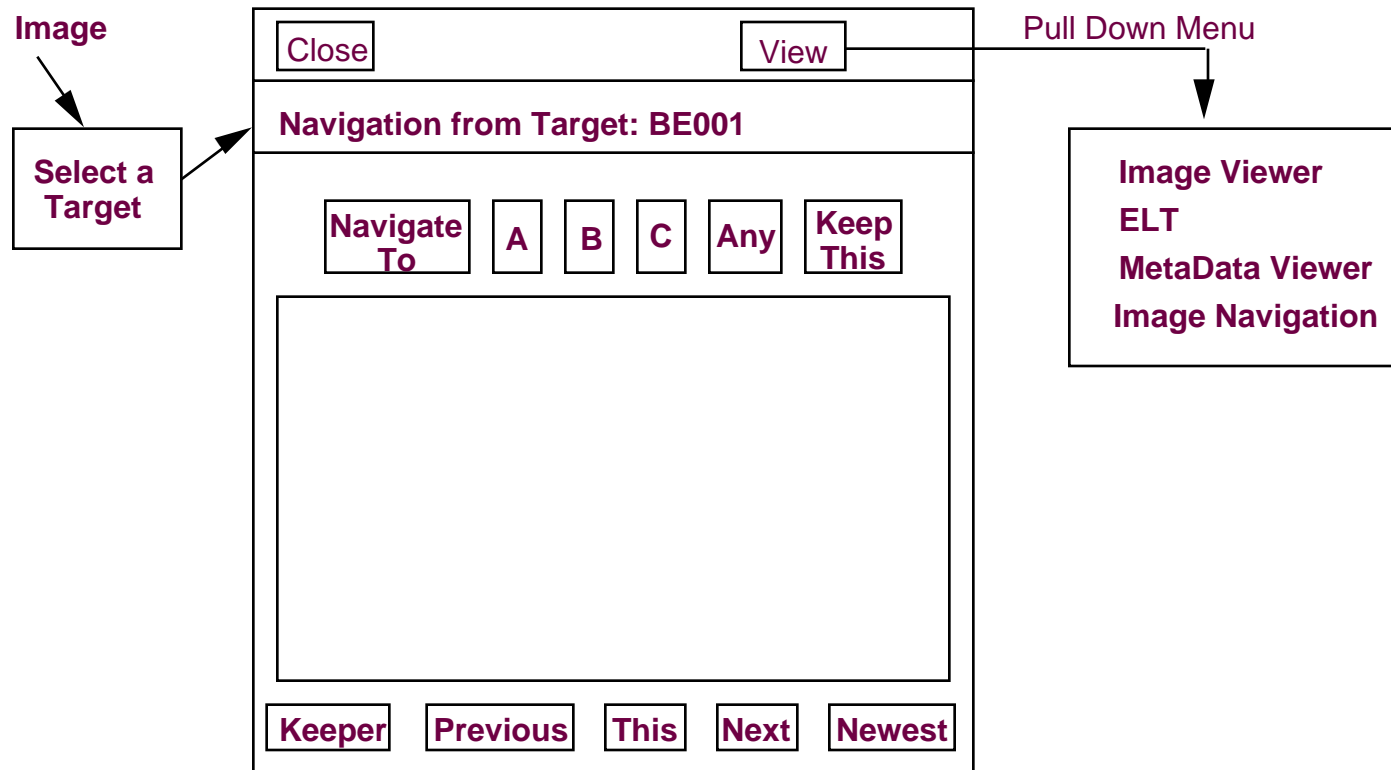 Image
Select a
Target
Close
View
Pull Down Menu
Navigation from Target: BE001
Navigate
To
A
B
C
Any
Keep
This
Image Viewer
ELT
MetaData Viewer
Image Navigation
Keeper
Previous
This
Next
Newest